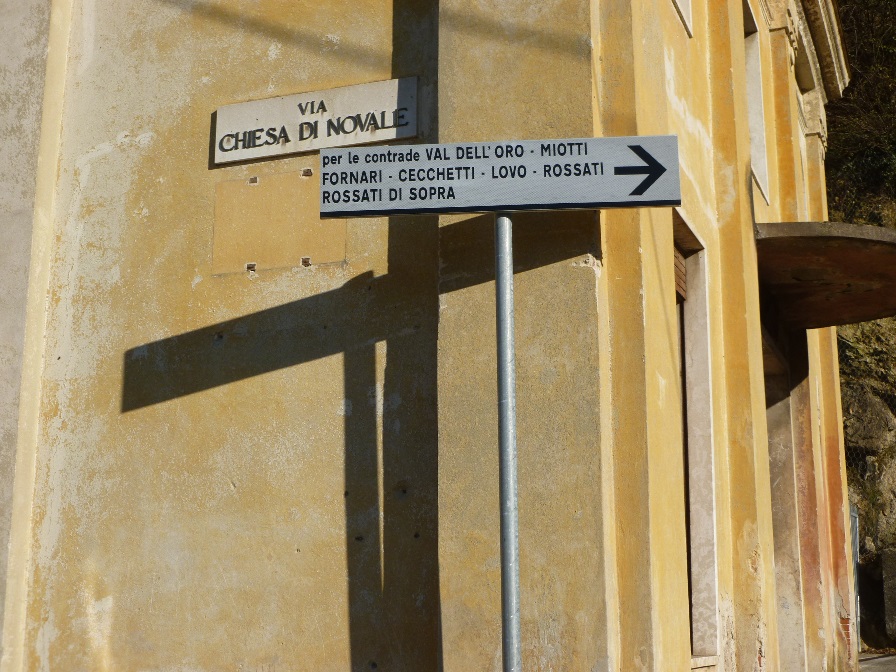 VIA
CHIESA DI NOVALE
per le contrade VAL DELL'ORO - MIOTTI
FORNARI - CECCHETTI - LOVO - ROSSATI
ROSSATI DI SOPRA